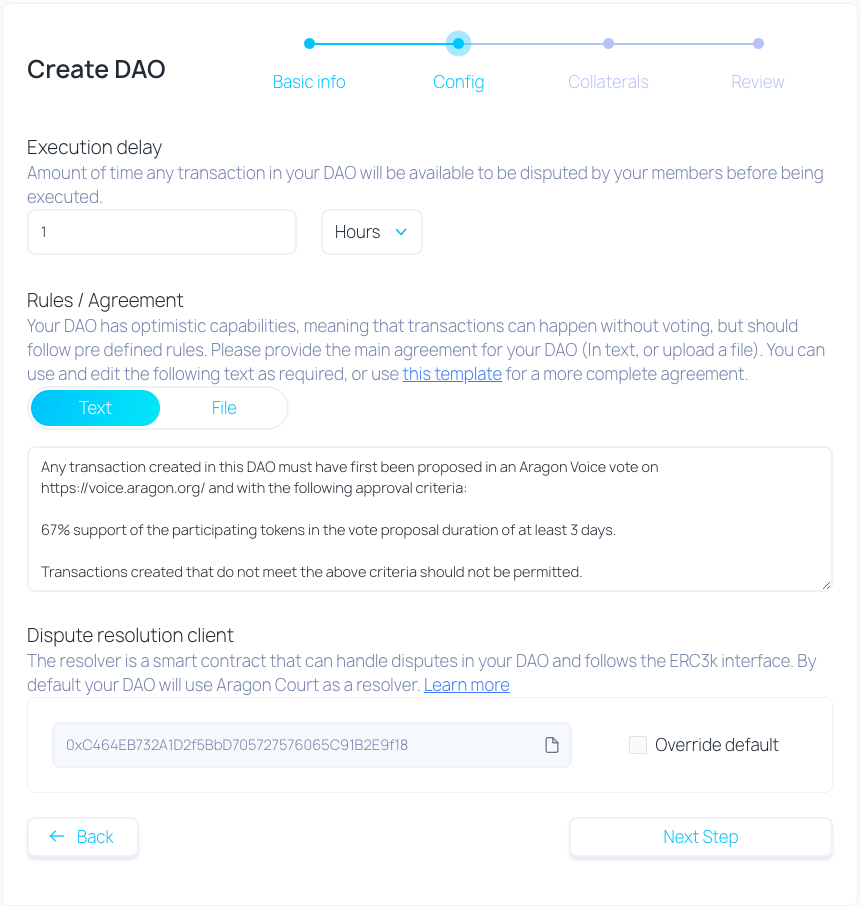 Create DAO
Basic info
Config
Collaterals
Review
Execution delay
Amount of time any transaction in your DAO will be available to be disputed by your members before being
executed.
1
Hours
Rules / Agreement
Your DAO has optimistic capabilities, meaning that transactions can happen without voting, but should
follow pre defined rules. Please provide the main agreement for your DAO (In text, or upload a file). You can
use and edit the following text as required, or use this template for a more complete agreement.
Text
File
Any transaction created in this DAO must have first been proposed in an Aragon Voice vote on
https://voice.aragon.org/ and with the following approval criteria:
67% support of the participating tokens in the vote proposal duration of at least 3 days.
Transactions created that do not meet the above criteria should not be permitted.
Dispute resolution client
The resolver is a smart contract that can handle disputes in your DAO and follows the ERC3k interface. By
default your DAO will use Aragon Court as a resolver. Learn more
0xC464EB732A1D2f5BbD705727576065C91B2E9f18
Override default
Back
Next Step